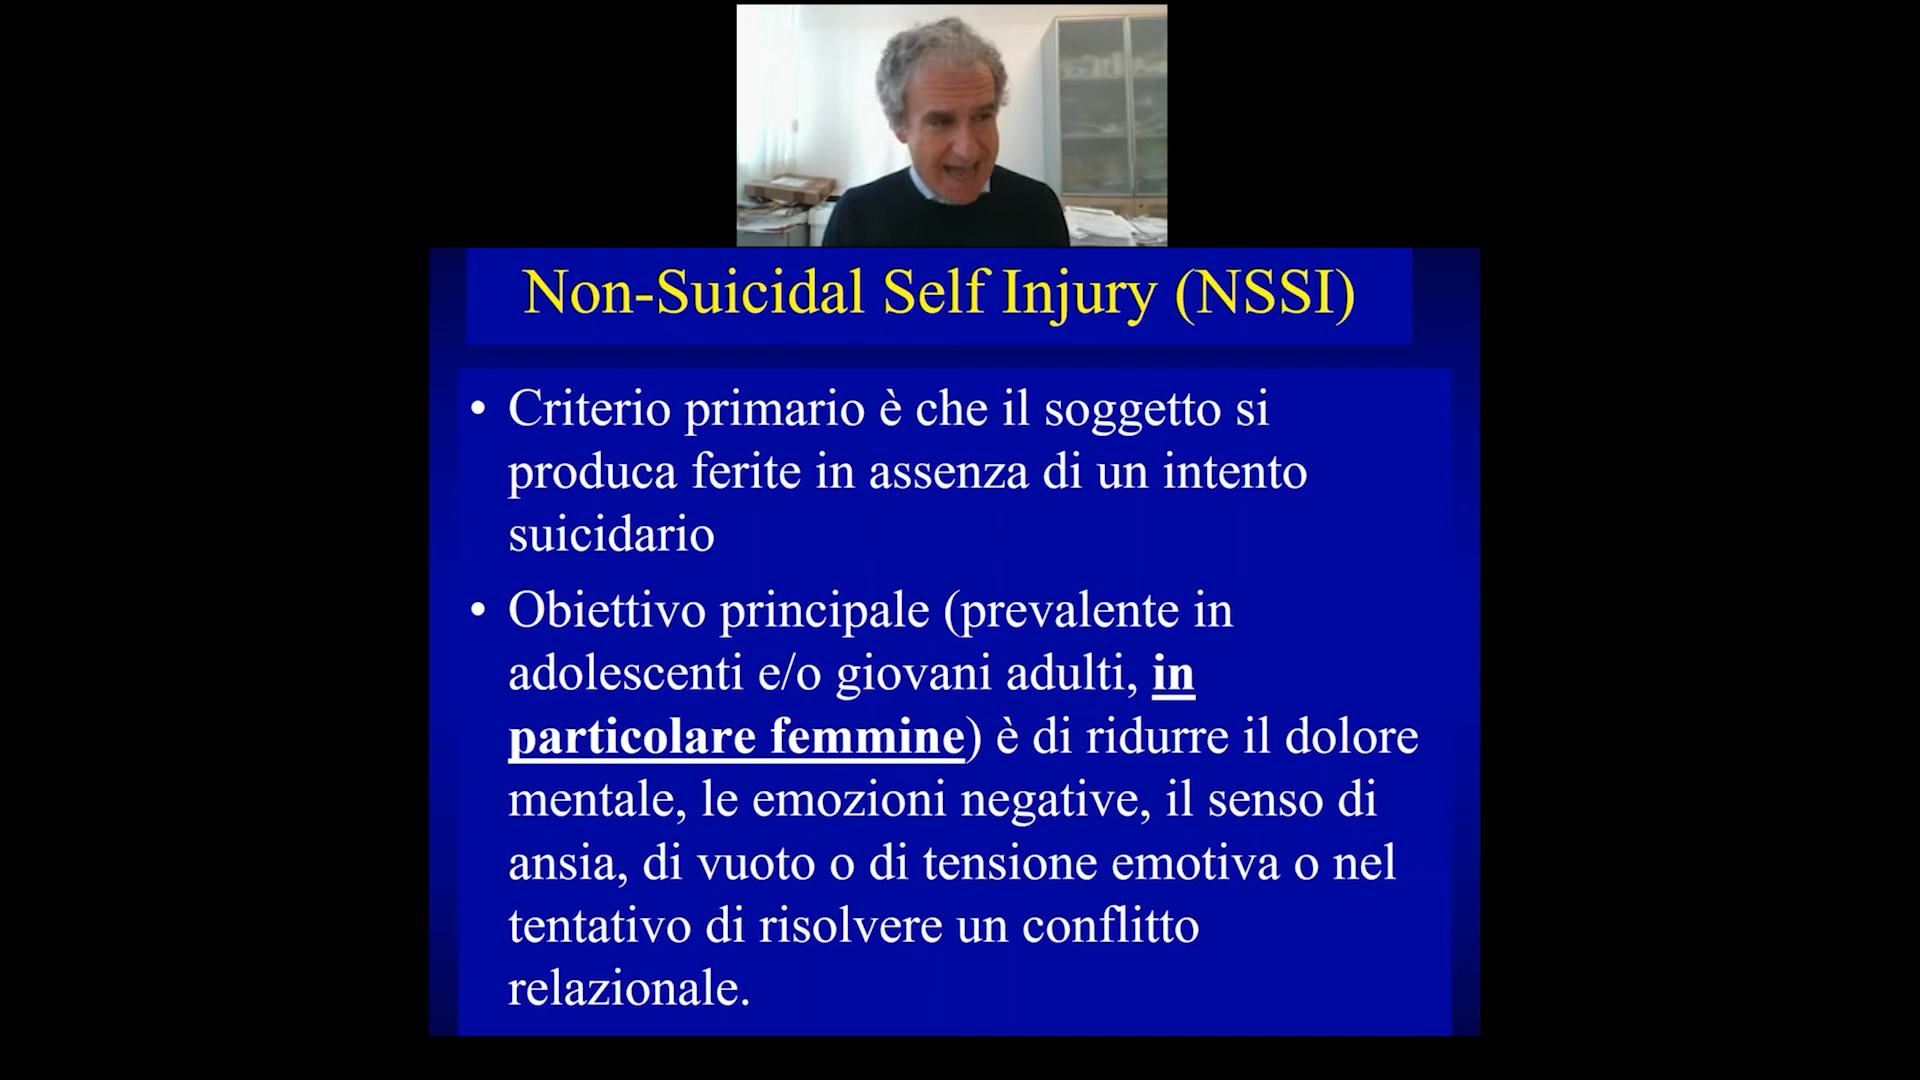 Non-Suicidal Self Injury (NSSI)
• Criterio primario è che il soggetto si
produca ferite in assenza di un intento
suicidario
• Obiettivo principale (prevalente in
adolescenti e/o giovani adulti, in
particolare femmine) è di ridurre il dolore
mentale, le emozioni negative, il senso di
ansia, di vuoto o di tensione emotiva o nel
tentativo di risolvere un conflitto
relazionale.